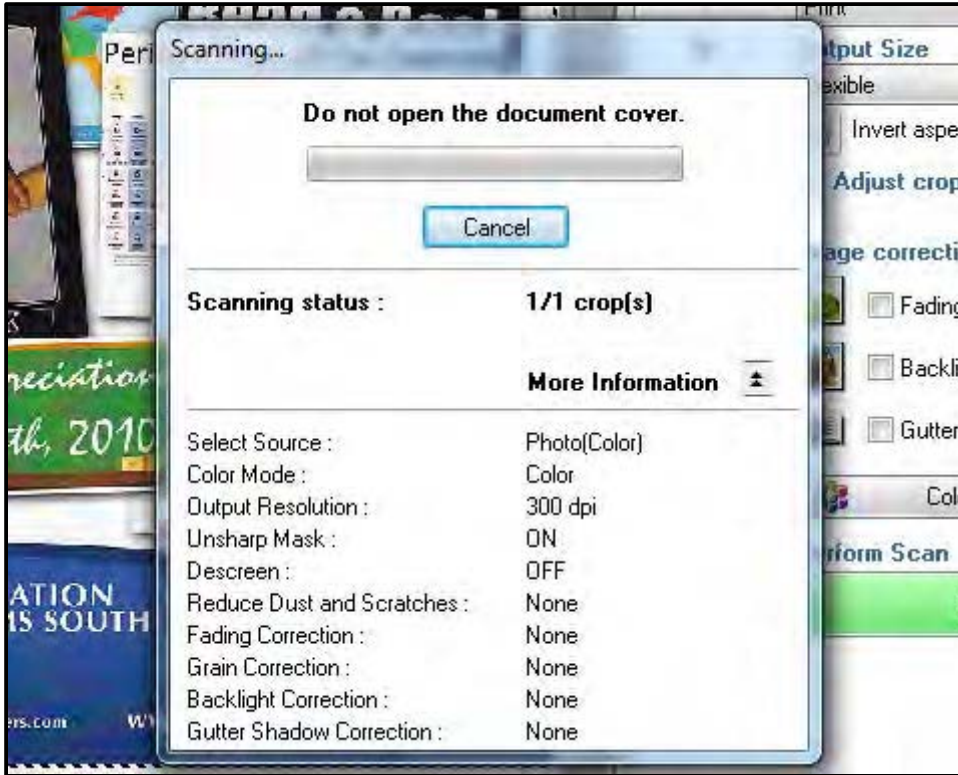 Peri
Scanning...
Do not open the document cover.
Cancel
Scanning status : 1/1 crop(s)
More Information
Select Source : Photo(Color)
Color Mode : Color
Output Resolution : 300 dpi
Unsharp Mask : ON
Descreen : OFF
Reduce Dust and Scratches : None
Fading Correction : None
Grain Correction : None
Backlight Correction : None
Gutter Shadow Correction : None
reciation
th, 2010
ATION
MS SOUTH
ers.com
W
Print
tput Size
exible
Invert aspe
Adjust crop
age correcti
Fading
Backli
Gutter
Col
rform Scan